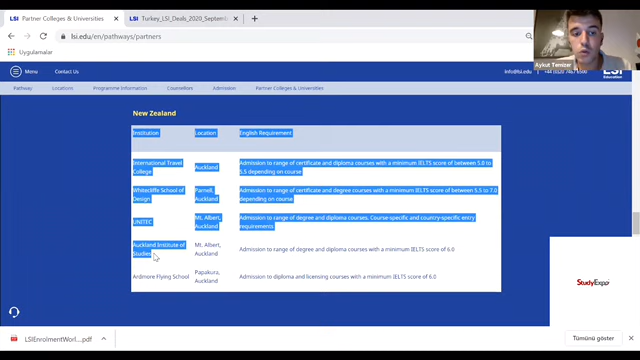 LSI Partner Colleges & Universities
LSI Turkey_LSI_Deals_2020_Septemb
lsi.edu/en/pathways/partners
Uygulamalar
Menu
Contact Us
Info@lsi.edu
Aykut Temizer
LSI
Education
Pathway
Locations
Programme Information
Counsellors
Admission
Partner Colleges & Universities
New Zealand
Institution Location English Requirement
International Travel College Auckland Admission to range of certificate and diploma courses with a minimum IELTS score of between 5.0 to 5.5 depending on course
Whitecliffe School of Design Parnell, Auckland Admission to range of certificate and degree courses with a minimum IELTS score of between 5.5 to 7.0 depending on course
UNITEC Mt. Albert, Auckland Admission to range of degree and diploma courses. Course-specific and country-specific entry requirements.
Auckland Institute of Studies Mt. Albert, Auckland Admission to range of degree and diploma courses with a minimum IELTS score of 6.0
Ardmore Flying School Papakura, Auckland Admission to diploma and licensing courses with a minimum IELTS score of 6.0
StudyExpo
LSIEnrolmentWorl....pdf
Tümünü göster